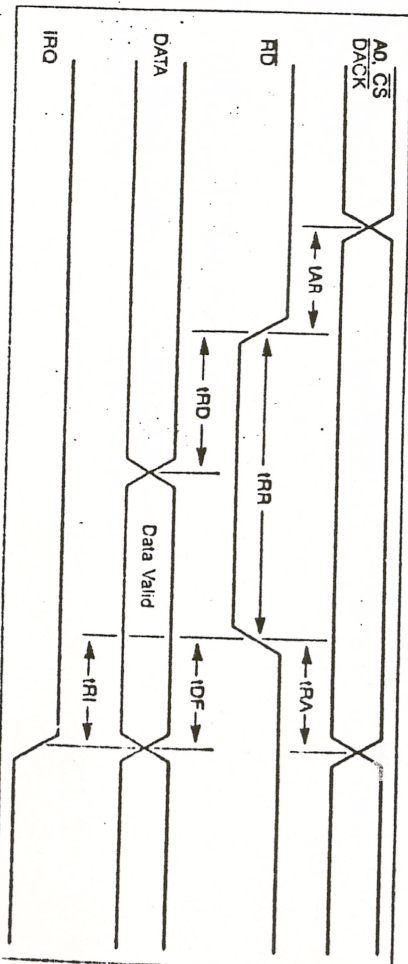 A0, CS
DACK
tAR
tRA
RD
tRR
DATA
tRD
Data Valid
tDF
IRQ
tRI